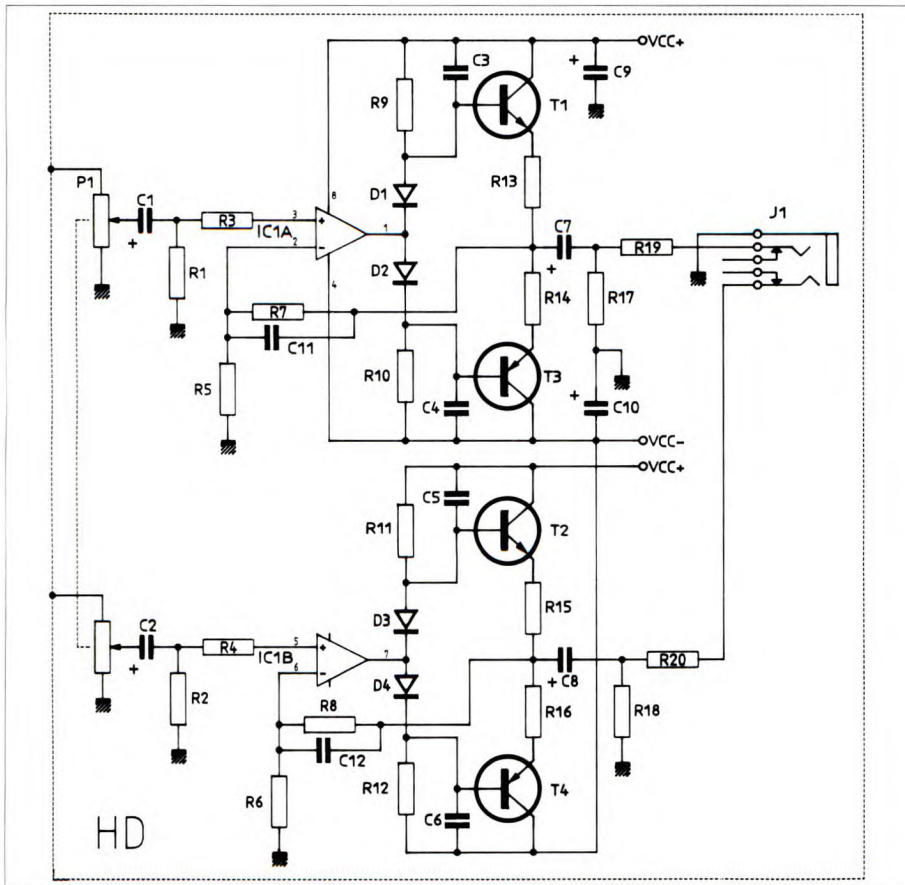 VCC+
C3
C9
R9
T1
P1
R13
D1
8
C1
R3
3
IC1A
1
2
C7
J1
R19
D2
R1
4
R7
C11
R14
R17
R10
T3
R5
C4
C10
VCC-
VCC+
C5
R11
T2
R15
D3
C2
R4
5
IC1B
7
6
C8
R20
D4
R2
R8
R16
R18
C12
R12
T4
R6
C6
HD
+
-
+
+
+
+
+
-
+
+